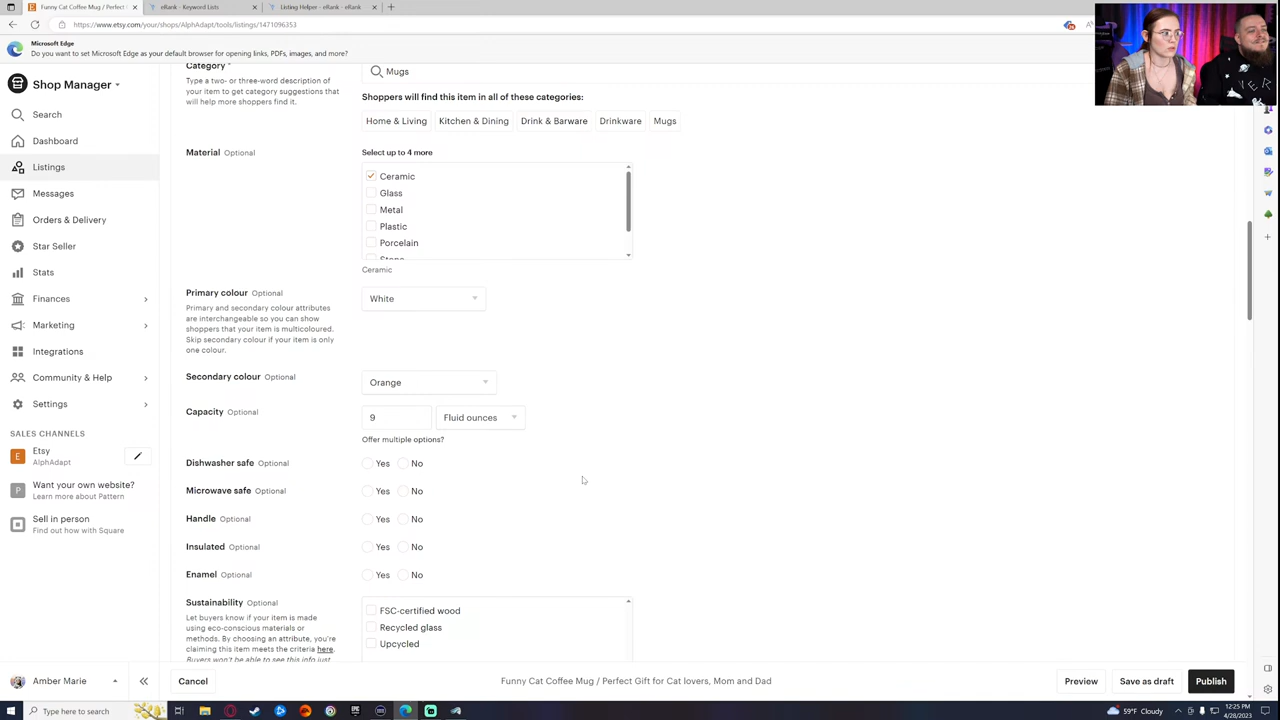 Funny Cat Coffee Mug / Perfect G
eRank - Keyword Lists
Listing Helper - eRank - eRank
https://www.etsy.com/your/shops/AlphAdapt/tools/listings/1471096353
Microsoft Edge
Do you want to set Microsoft Edge as your default browser for opening links, PDFs, images, and more?
Shop Manager
Search
Dashboard
Listings
Messages
Orders & Delivery
Star Seller
Stats
Finances
Marketing
Integrations
Community & Help
Settings
SALES CHANNELS
Etsy
AlphAdapt
Want your own website?
Learn more about Pattern
Sell in person
Find out how with Square
Amber Marie
Category *
Type a two- or three-word description of
your item to get category suggestions that
will help more shoppers find it.
Mugs
Shoppers will find this item in all of these categories:
Home & Living Kitchen & Dining Drink & Barware Drinkware Mugs
Material Optional
Select up to 4 more
Ceramic
Glass
Metal
Plastic
Porcelain
Stone
Ceramic
Primary colour Optional
Primary and secondary colour attributes
are interchangeable so you can show
shoppers that your item is multicoloured.
Skip secondary colour if your item is only
one colour.
White
Secondary colour Optional
Orange
Capacity Optional
9 Fluid ounces
Offer multiple options?
Dishwasher safe Optional Yes No
Microwave safe Optional Yes No
Handle Optional Yes No
Insulated Optional Yes No
Enamel Optional Yes No
Sustainability Optional
Let buyers know if your item is made
using eco-conscious materials or
methods. By choosing an attribute, you're
claiming this item meets the criteria here.
Buyers won't be able to see this info just
FSC-certified wood
Recycled glass
Upcycled
Cancel
Funny Cat Coffee Mug / Perfect Gift for Cat lovers, Mom and Dad
Preview
Save as draft
Publish
Type here to search
59°F Cloudy
12:25 PM
4/28/2023